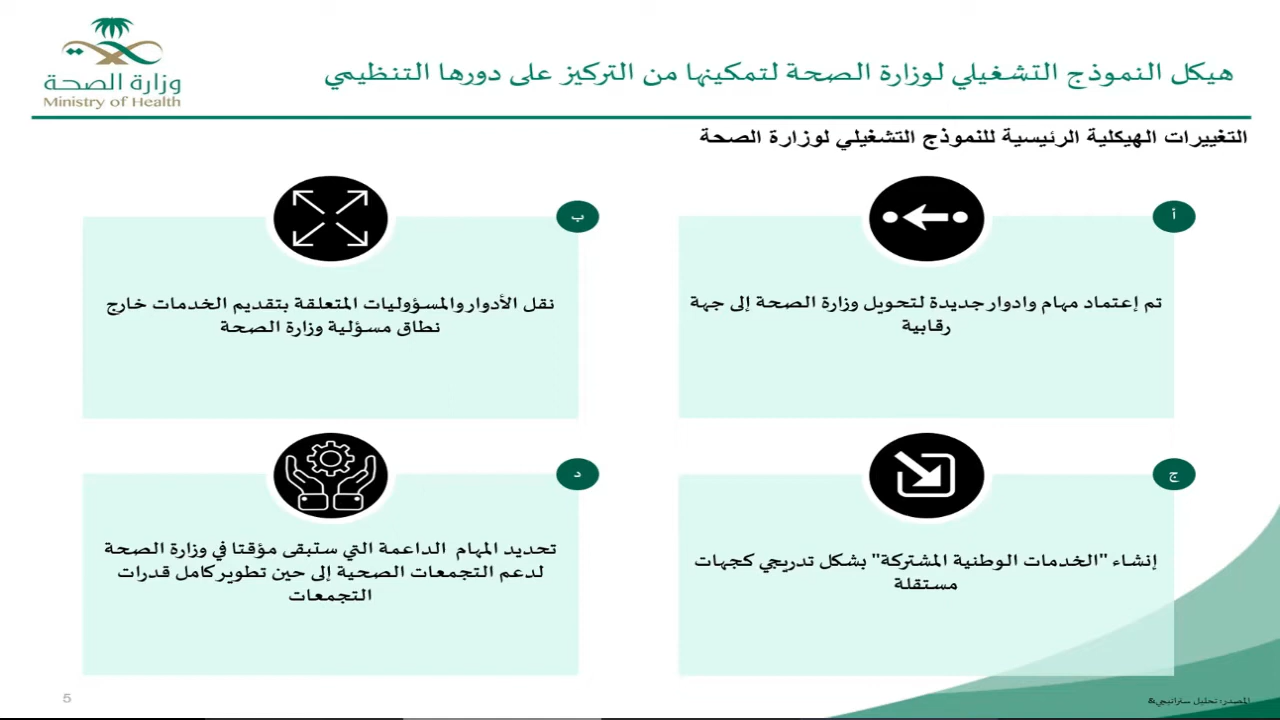 وزارة الصحة
Ministry of Health
هيكل النموذج التشغيلي لوزارة الصحة لتمكينها من التركيز على دورها التنظيمي
التغييرات الهيكلية الرئيسية للنموذج التشغيلي لوزارة الصحة
أ
تم إعتماد مهام وادوار جديدة لتحويل وزارة الصحة إلى جهة
رقابية
ب
نقل الأدوار والمسؤوليات المتعلقة بتقديم الخدمات خارج
نطاق مسؤلية وزارة الصحة
ج
إنشاء "الخدمات الوطنية المشتركة" بشكل تدريجي كجهات
مستقلة
د
تحديد المهام الداعمة التي ستبقى مؤقتا في وزارة الصحة
لدعم التجمعات الصحية إلى حين تطوير كامل قدرات
التجمعات
المصدر: تحليل ستراتيجي&
5